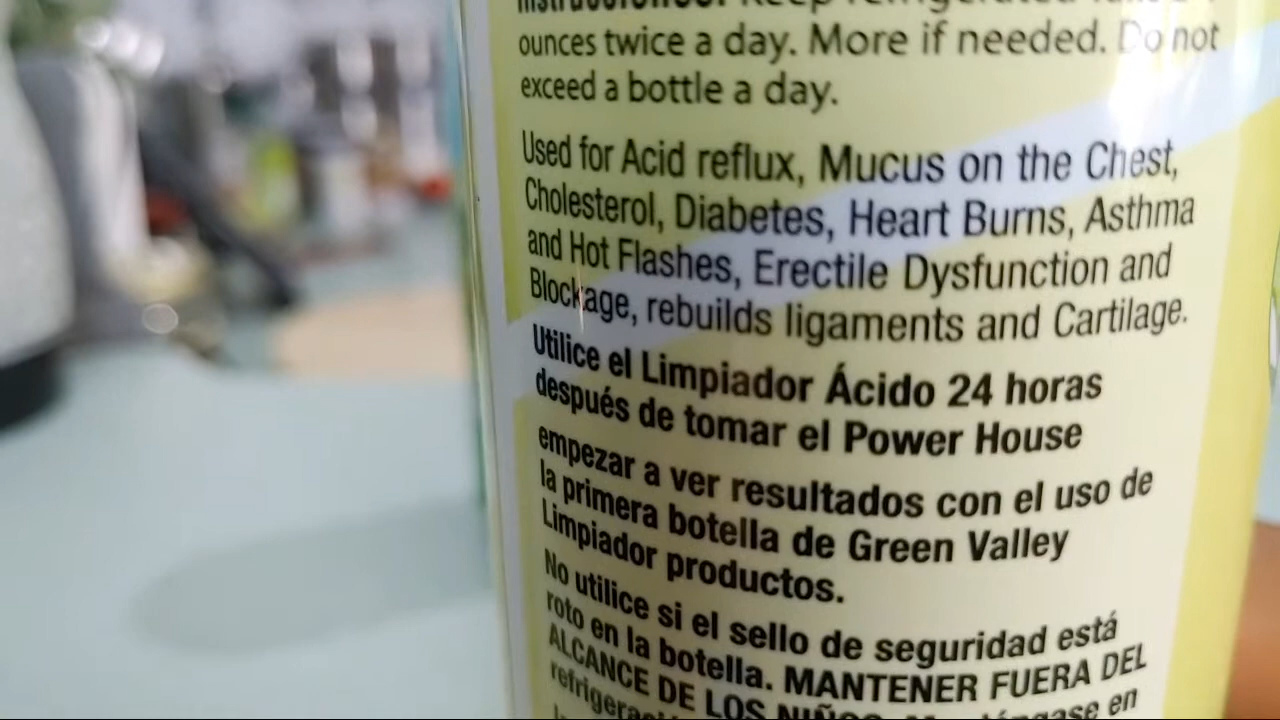 Keep refrigerated
ounces twice a day. More if needed. Do not
exceed a bottle a day.
Used for Acid reflux, Mucus on the Chest,
Cholesterol, Diabetes, Heart Burns, Asthma
and Hot Flashes, Erectile Dysfunction and
Blockage, rebuilds ligaments and Cartilage.
Utilice el Limpiador Ácido 24 horas
después de tomar el Power House
empezar a ver resultados con el uso de
la primera botella de Green Valley
Limpiador productos.
No utilice si el sello de seguridad está
roto en la botella. MANTENER FUERA DEL
ALCANCE DE LOS NIÑOS. en